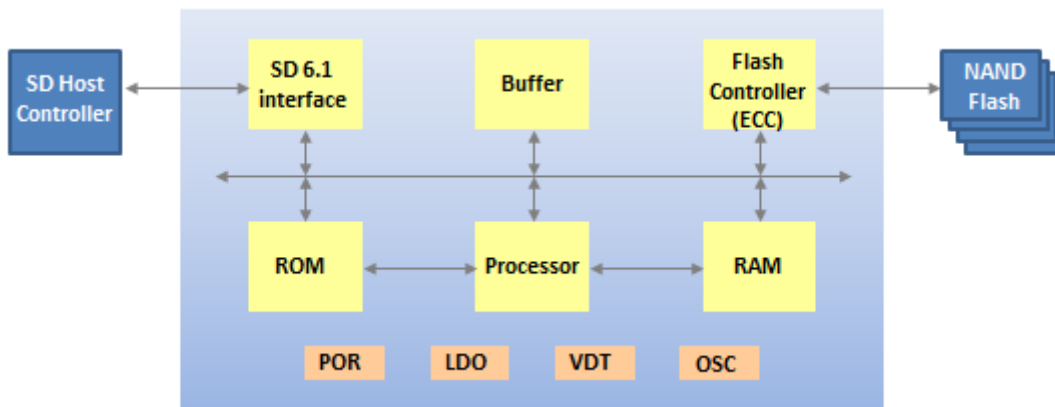 SD Host
Controller
SD 6.1
interface
Buffer
Flash
Controller
(ECC)
NAND
Flash
ROM
Processor
RAM
POR
LDO
VDT
OSC